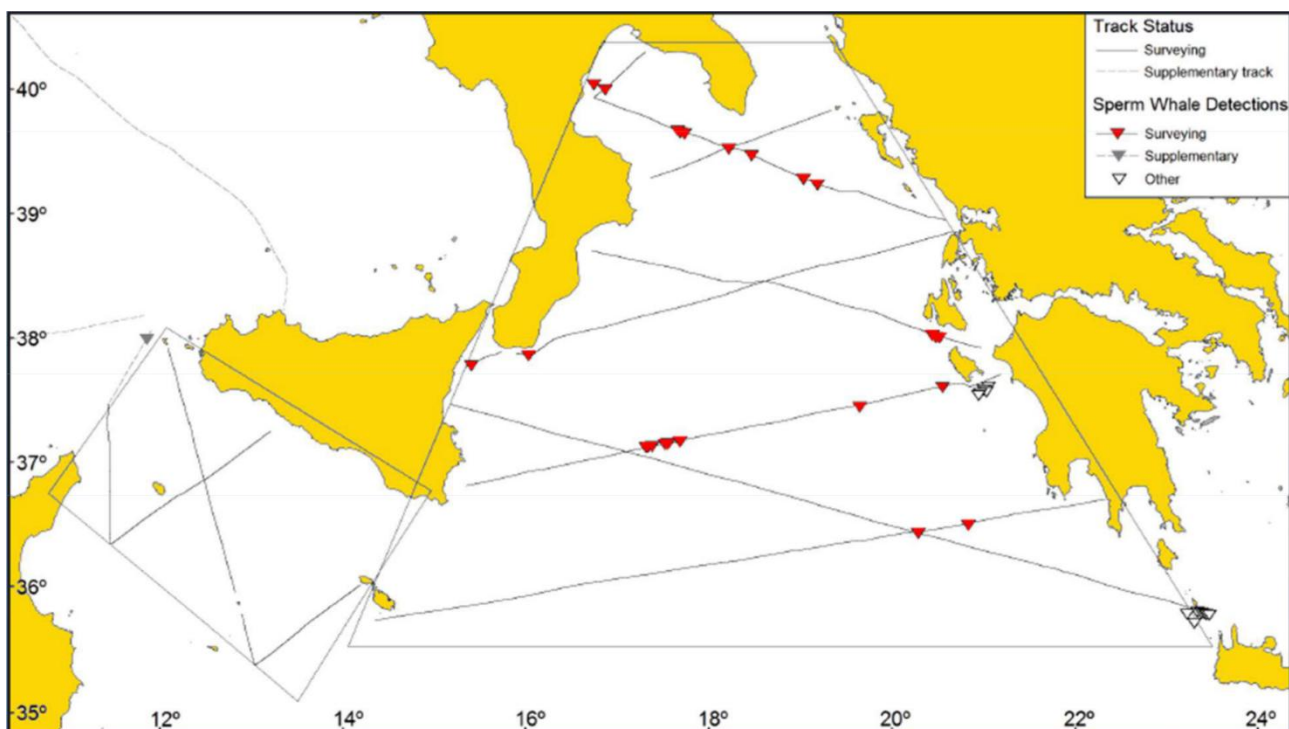 Track Status
Surveying
Supplementary track
Sperm Whale Detections
Surveying
Supplementary
Other
40º
39º
38º
37º
36º
35º
12º 14º 16º 18º 20º 22º 24º